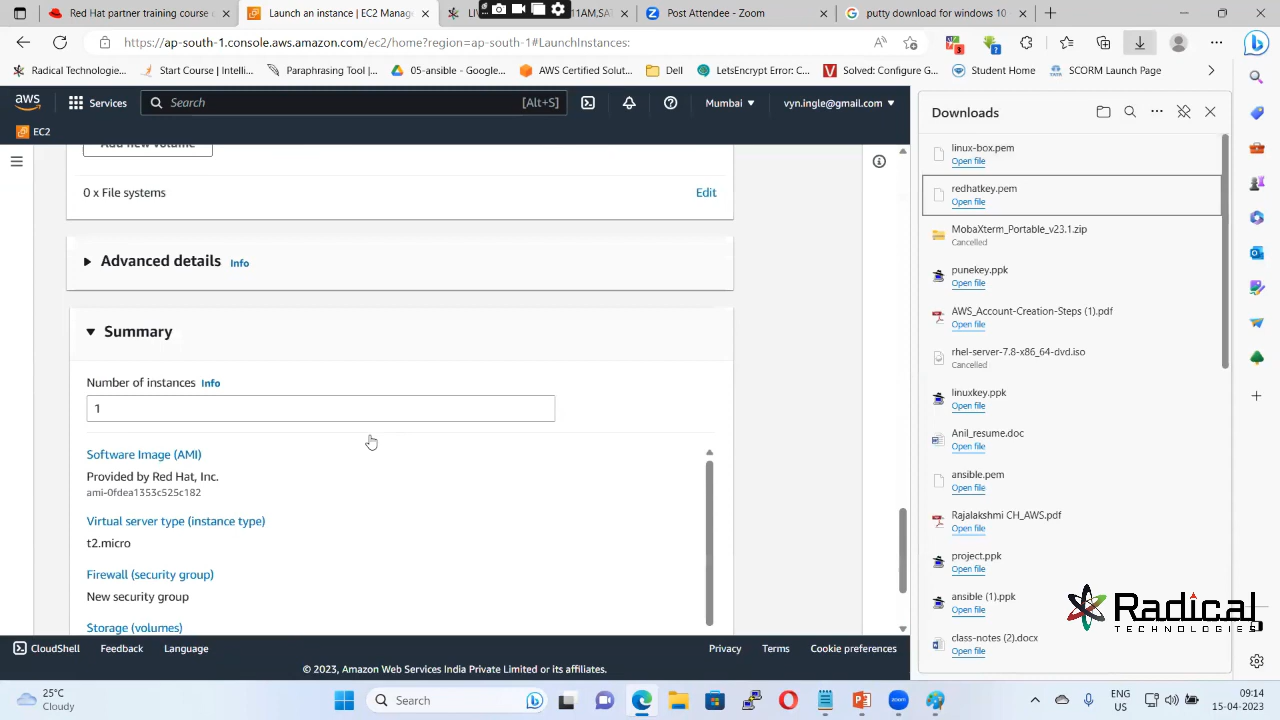 Red Hat partner training course
Launch an instance | EC2 Manage
LI
11AM,SA
Post Attendee - Zoom
putty download for windows 10
https://ap-south-1.console.aws.amazon.com/ec2/home?region=ap-south-1#LaunchInstances:
Radical Technologie...
Start Course | Intelli...
Paraphrasing Tool |...
05-ansible - Google...
AWS Certified Solut...
Dell
LetsEncrypt Error C...
Solved: Configure G...
Student Home
SCORM Launch Page
aws
Services
Search
[Alt+S]
Mumbai
vyn.ingle@gmail.com
EC2
Add new volume
0 x File systems
Edit
Advanced details Info
Summary
Number of instances Info
1
Software Image (AMI)
Provided by Red Hat, Inc.
ami-0fdea1353c525c182
Virtual server type (instance type)
t2.micro
Firewall (security group)
New security group
Storage (volumes)
Downloads
linux-box.pem
Open file
redhatkey.pem
Open file
MobaXterm_Portable_v23.1.zip
Cancelled
punekey.ppk
Open file
AWS_Account-Creation-Steps (1).pdf
Open file
rhel-server-7.8-x86_64-dvd.iso
Cancelled
linuxkey.ppk
Open file
Anil_resume.doc
Open file
ansible.pem
Open file
Rajalakshmi CH_AWS.pdf
Open file
project.ppk
Open file
ansible (1).ppk
Open file
class-notes (2).docx
Open file
Radical
TECHNOLOGIES
CloudShell
Feedback
Language
Privacy
Terms
Cookie preferences
© 2023, Amazon Web Services India Private Limited or its affiliates.
25°C
Cloudy
Search
ENG
US
09:14
15-04-2023